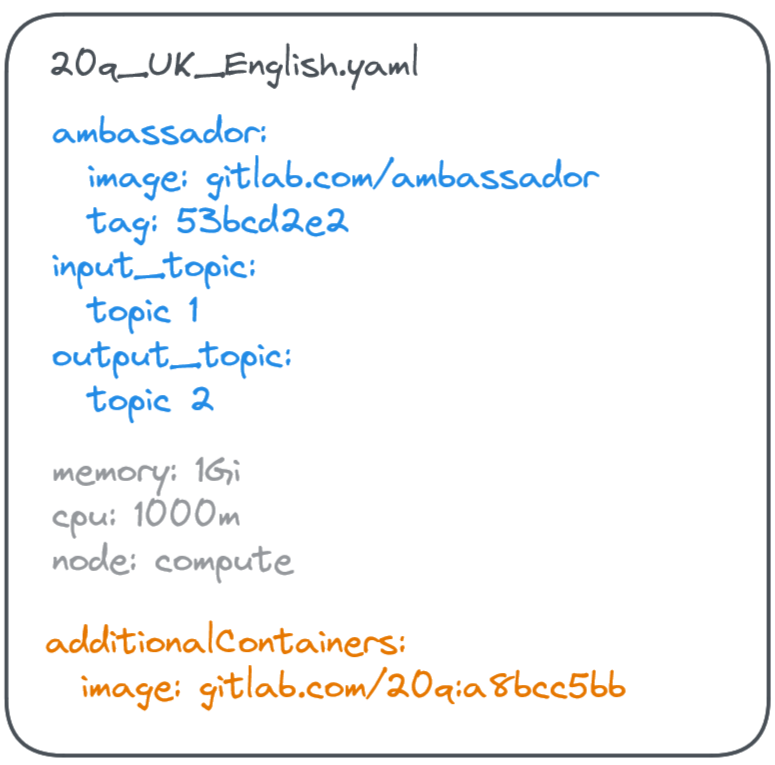 20q_UK_English.yaml
ambassador:
image: gitlab.com/ambassador
tag: 53bcd2e2
input_topic:
topic 1
output_topic:
topic 2
memory: 1Gi
cpu: 1000m
node: compute
additionalContainers:
image: gitlab.com/20q:a8bcc5bb